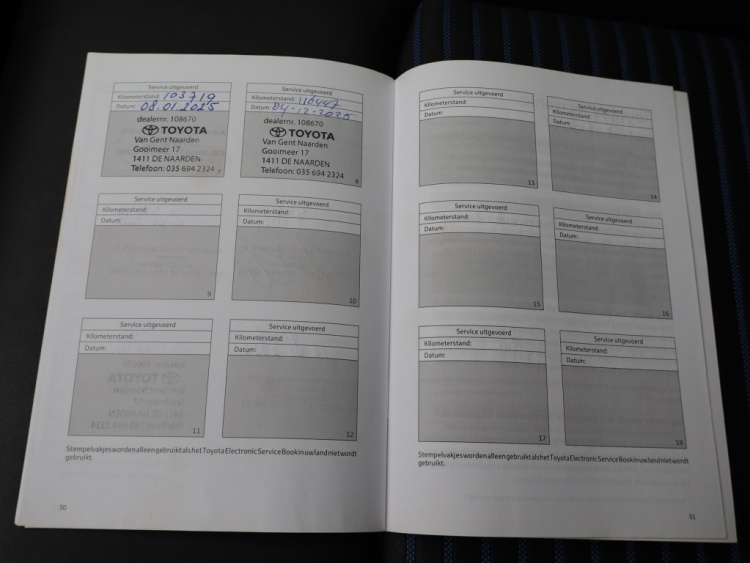 Service uitgevoerd
Kilometerstand: 103719
Datum: 08.01.2025
dealernr. 108670
TOYOTA
Van Gent Naarden
Gooimeer 17
1411 DE NAARDEN
Telefoon: 035 694 2324
7
Service uitgevoerd
Kilometerstand: 116447
Datum: 04-12-2025
dealernr. 108670
TOYOTA
Van Gent Naarden
Gooimeer 17
1411 DE NAARDEN
Telefoon: 035 694 2324
8
Service uitgevoerd
Kilometerstand:
Datum:
9
Service uitgevoerd
Kilometerstand:
Datum:
10
Service uitgevoerd
Kilometerstand:
Datum:
11
Service uitgevoerd
Kilometerstand:
Datum:
12
Stempelvakjes worden alleen gebruikt als het Toyota Electronic Service Book in uw land niet wordt
gebruikt.
30
Service uitgevoerd
Kilometerstand:
Datum:
13
Service uitgevoerd
Kilometerstand:
Datum:
14
Service uitgevoerd
Kilometerstand:
Datum:
15
Service uitgevoerd
Kilometerstand:
Datum:
16
Service uitgevoerd
Kilometerstand:
Datum:
17
Service uitgevoerd
Kilometerstand:
Datum:
18
Stempelvakjes worden alleen gebruikt als het Toyota Electronic Service Book in uw land niet wordt
gebruikt.
31